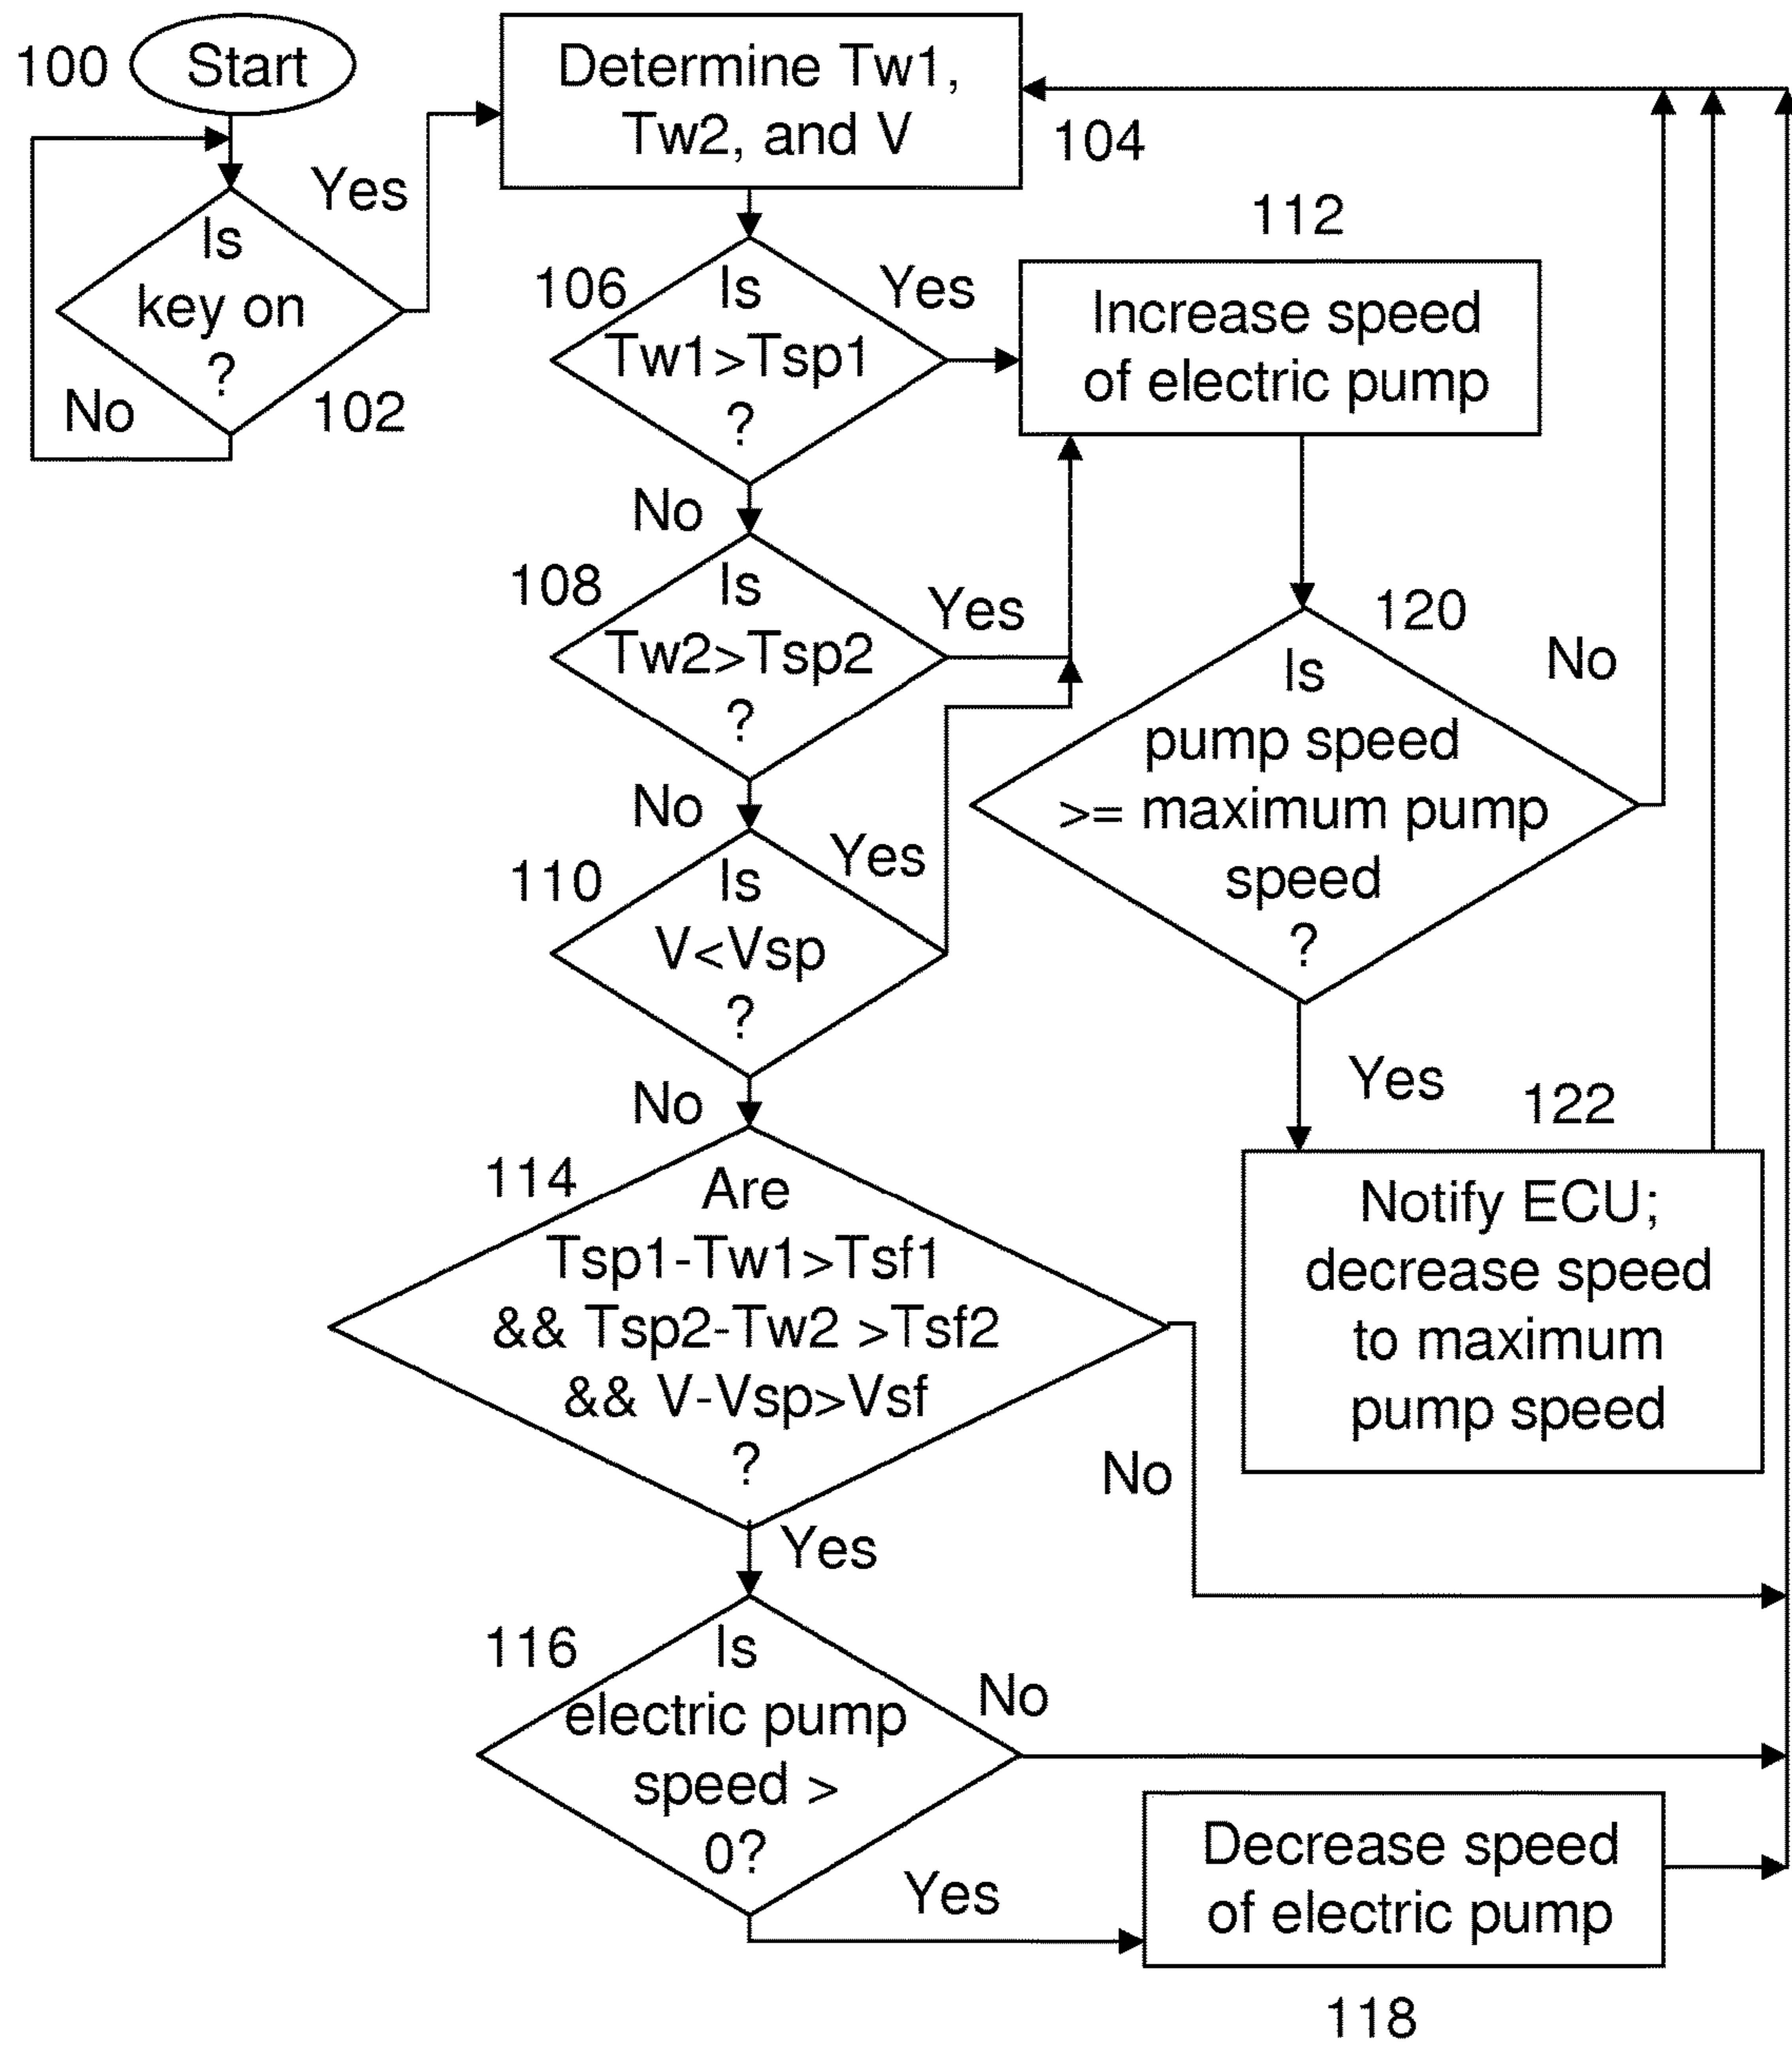 100
Start
Determine Tw1,
Tw2, and V
104
Yes
Is
key on
?
No
102
112
106
Is
Tw1>Tsp1
?
Yes
Increase speed
of electric pump
No
108
Is
Tw2>Tsp2
?
Yes
120
Is
pump speed
>= maximum pump
speed
?
No
No
110
Is
V<Vsp
?
Yes
No
Yes
122
114
Are
Tsp1-Tw1>Tsf1
&& Tsp2-Tw2 >Tsf2
&& V-Vsp>Vsf
?
Notify ECU;
decrease speed
to maximum
pump speed
No
Yes
116
Is
electric pump
speed >
0?
No
Yes
Decrease speed
of electric pump
118